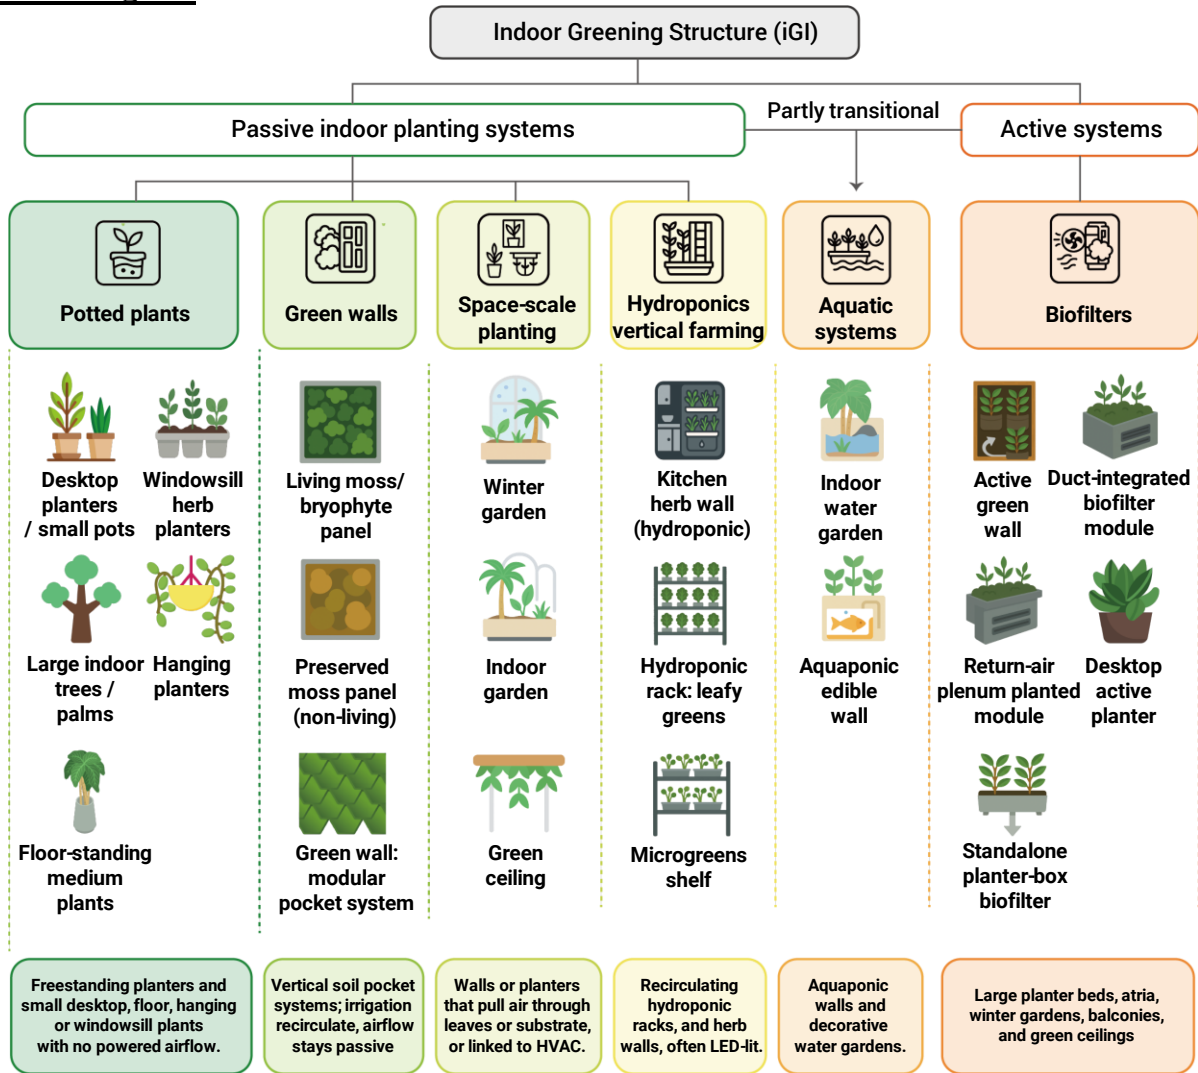 Indoor Greening Structure (iGI)
Passive indoor planting systems
Partly transitional
Active systems
Potted plants
Green walls
Space-scale
planting
Hydroponics
vertical farming
Aquatic
systems
Biofilters
Desktop
planters
/ small pots
Windowsill
herb
planters
Large indoor
trees /
palms
Hanging
planters
Floor-standing
medium
plants
Living moss/
bryophyte
panel
Preserved
moss panel
(non-living)
Green wall:
modular
pocket system
Winter
garden
Indoor
garden
Green
ceiling
Kitchen
herb wall
(hydroponic)
Hydroponic
rack: leafy
greens
Microgreens
shelf
Indoor
water
garden
Aquaponic
edible
wall
Active
green
wall
Duct-integrated
biofilter
module
Return-air
plenum planted
module
Desktop
active
planter
Standalone
planter-box
biofilter
Freestanding planters and
small desktop, floor, hanging
or windowsill plants
with no powered airflow.
Vertical soil pocket
systems; irrigation
recirculate, airflow
stays passive
Walls or planters
that pull air through
leaves or substrate,
or linked to HVAC.
Recirculating
hydroponic
racks, and herb
walls, often LED-lit.
Aquaponic
walls and
decorative
water gardens.
Large planter beds, atria,
winter gardens, balconies,
and green ceilings